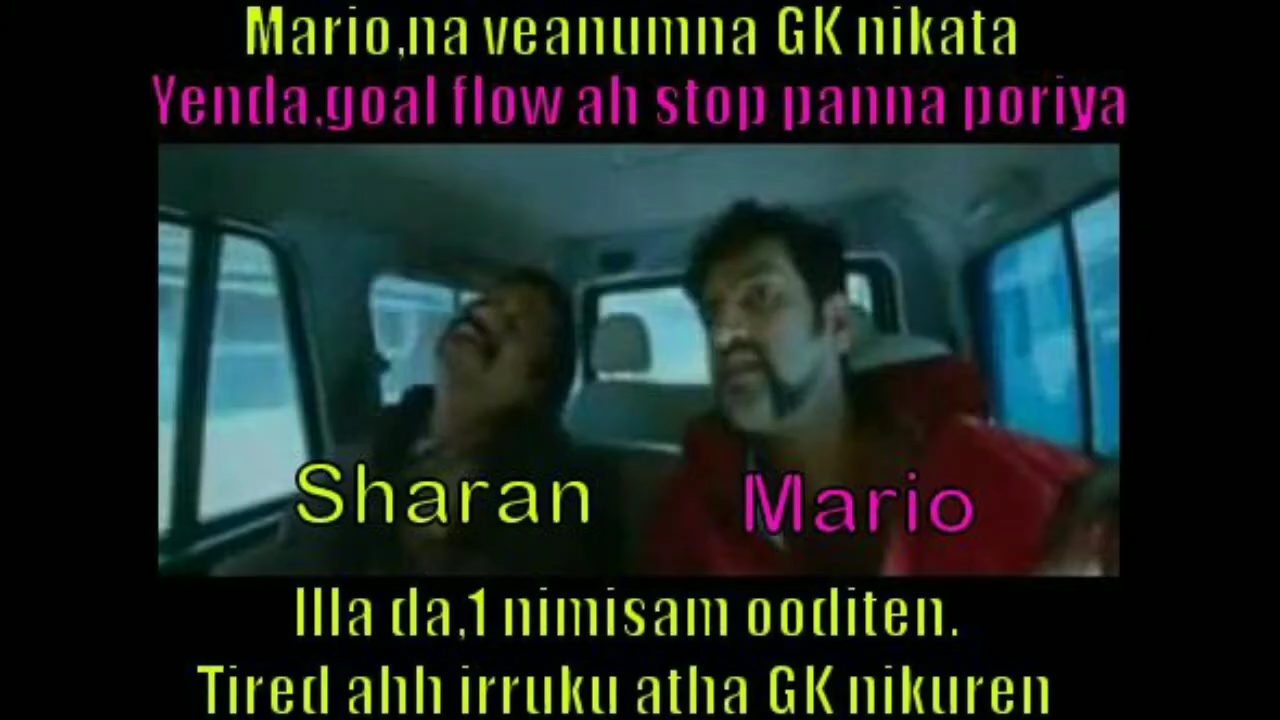 Mario,na veanumna GK nikata
Yenda,goal flow ah stop panna poriya
Sharan
Mario
Illa da,1 nimisam ooditen.
Tired ahh irruku atha GK nikuren